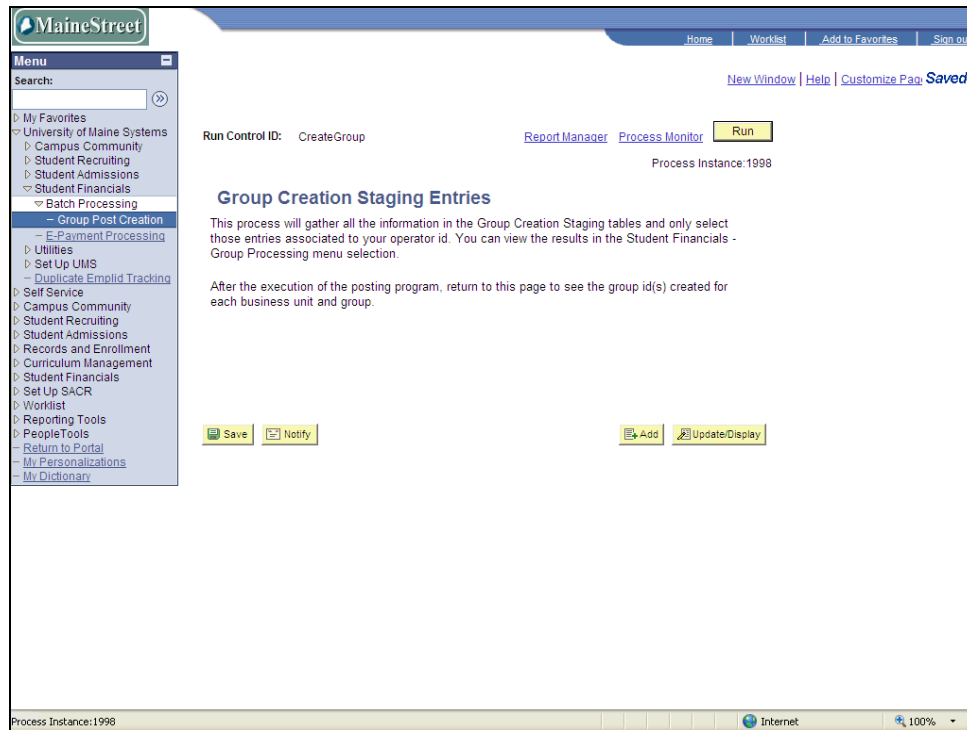 MaineStreet
Home Worklist Add to Favorites Sign ou
Menu
Search:
New Window | Help | Customize Pag Saved
My Favorites
University of Maine Systems
Campus Community
Student Recruiting
Student Admissions
Student Financials
Batch Processing
Group Post Creation
E-Payment Processing
Utilities
Set Up UMS
Duplicate Emplid Tracking
Self Service
Campus Community
Student Recruiting
Student Admissions
Records and Enrollment
Curriculum Management
Student Financials
Set Up SACR
Worklist
Reporting Tools
PeopleTools
Return to Portal
My Personalizations
My Dictionary
Run Control ID: CreateGroup Report Manager Process Monitor Run
Process Instance:1998
Group Creation Staging Entries
This process will gather all the information in the Group Creation Staging tables and only select
those entries associated to your operator id. You can view the results in the Student Financials -
Group Processing menu selection.
After the execution of the posting program, return to this page to see the group id(s) created for
each business unit and group.
Save Notify Add Update/Display
Process Instance:1998 Internet 100%